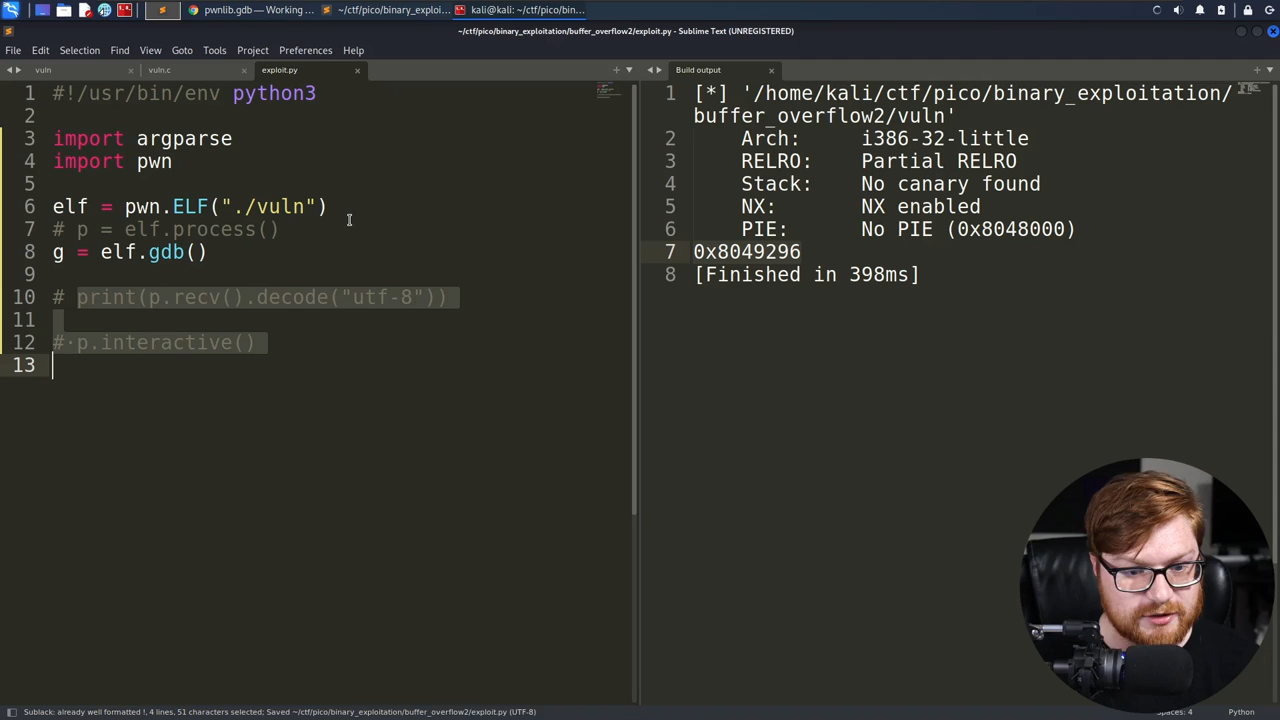 pwnlib.gdb — Working ...
~/ctf/pico/binary_exploi...
kali@kali: ~/ctf/pico/bin...
~/ctf/pico/binary_exploitation/buffer_overflow2/exploit.py - Sublime Text (UNREGISTERED)
File Edit Selection Find View Goto Tools Project Preferences Help
vuln vuln.c exploit.py
1 #!/usr/bin/env python3
2
3 import argparse
4 import pwn
5
6 elf = pwn.ELF("./vuln")
7 # p = elf.process()
8 g = elf.gdb()
9
10 # print(p.recv().decode("utf-8"))
11
12 # p.interactive()
13
Build output
1 [*] '/home/kali/ctf/pico/binary_exploitation/
buffer_overflow2/vuln'
2 Arch: i386-32-little
3 RELRO: Partial RELRO
4 Stack: No canary found
5 NX: NX enabled
6 PIE: No PIE (0x8048000)
7 0x8049296
8 [Finished in 398ms]
Sublack: already well formatted !, 4 lines, 51 characters selected; Saved ~/ctf/pico/binary_exploitation/buffer_overflow2/exploit.py (UTF-8)
Spaces: 4 Python